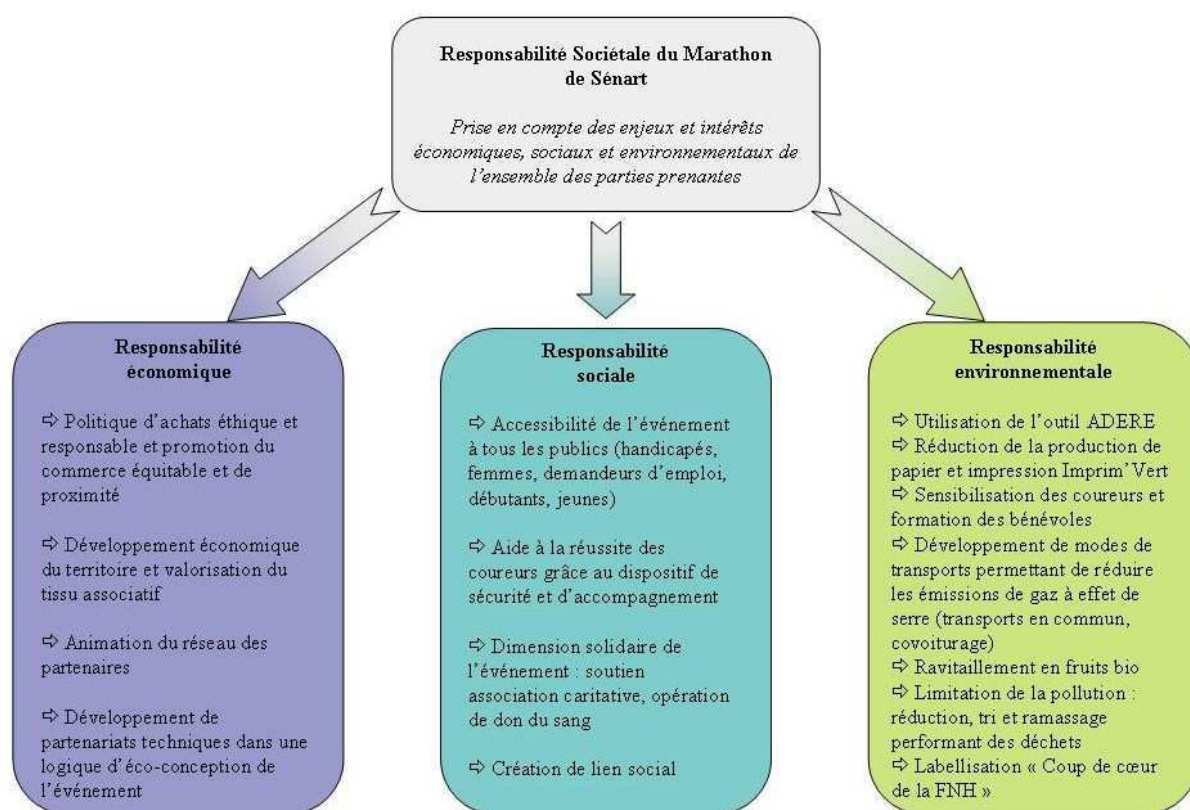 Responsabilité Sociétale du Marathon
de Sénart
Prise en compte des enjeux et intérêts
économiques, sociaux et environnementaux de
l'ensemble des parties prenantes
Responsabilité
économique
⇨ Politique d'achats éthique et
responsable et promotion du
commerce équitable et de
proximité
⇨ Développement économique
du territoire et valorisation du
tissu associatif
⇨ Animation du réseau des
partenaires
⇨ Développement de
partenariats techniques dans une
logique d'éco-conception de
l'événement
Responsabilité
sociale
⇨ Accessibilité de l'événement
à tous les publics (handicapés,
femmes, demandeurs d'emploi,
débutants, jeunes)
⇨ Aide à la réussite des
coureurs grâce au dispositif de
sécurité et d'accompagnement
⇨ Dimension solidaire de
l'événement : soutien
association caritative, opération
de don du sang
⇨ Création de lien social
Responsabilité
environnementale
⇨ Utilisation de l'outil ADERE
⇨ Réduction de la production de
papier et impression Imprim'Vert
⇨ Sensibilisation des coureurs et
formation des bénévoles
⇨ Développement de modes de
transports permettant de réduire
les émissions de gaz à effet de
serre (transports en commun,
covoiturage)
⇨ Ravitaillement en fruits bio
⇨ Limitation de la pollution :
réduction, tri et ramassage
performant des déchets
⇨ Labellisation « Coup de cœur
de la FNH »